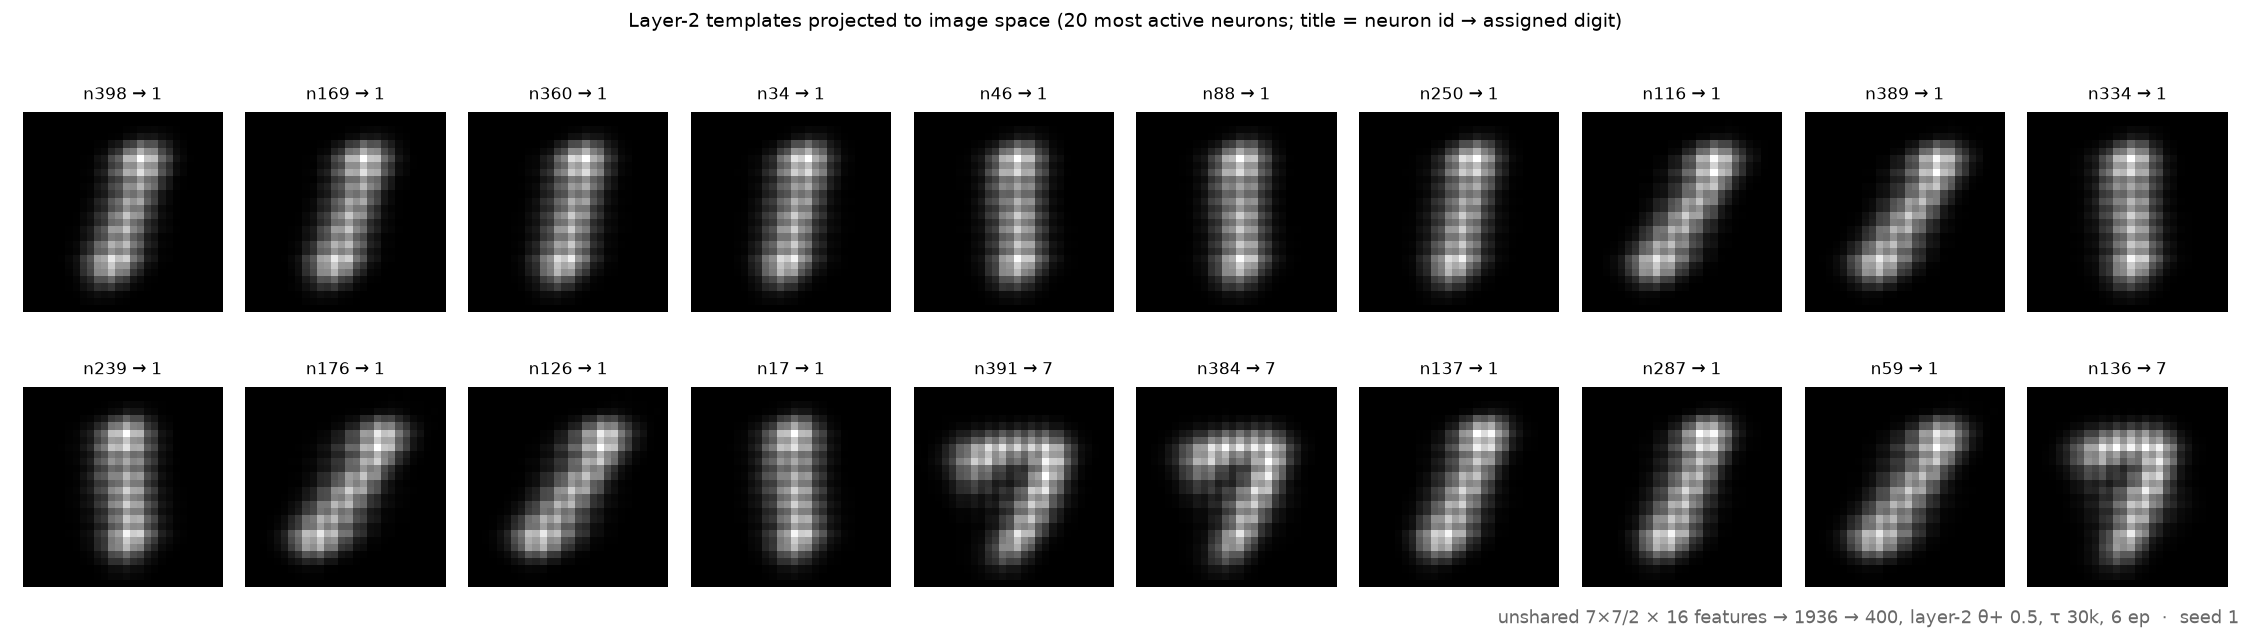 Layer-2 templates projected to image space (20 most active neurons; title = neuron id → assigned digit)
n398 → 1 n169 → 1 n360 → 1 n34 → 1 n46 → 1 n88 → 1 n250 → 1 n116 → 1 n389 → 1 n334 → 1
n239 → 1 n176 → 1 n126 → 1 n17 → 1 n391 → 7 n384 → 7 n137 → 1 n287 → 1 n59 → 1 n136 → 7
unshared 7×7/2 × 16 features → 1936 → 400, layer-2 θ+ 0.5, τ 30k, 6 ep · seed 1